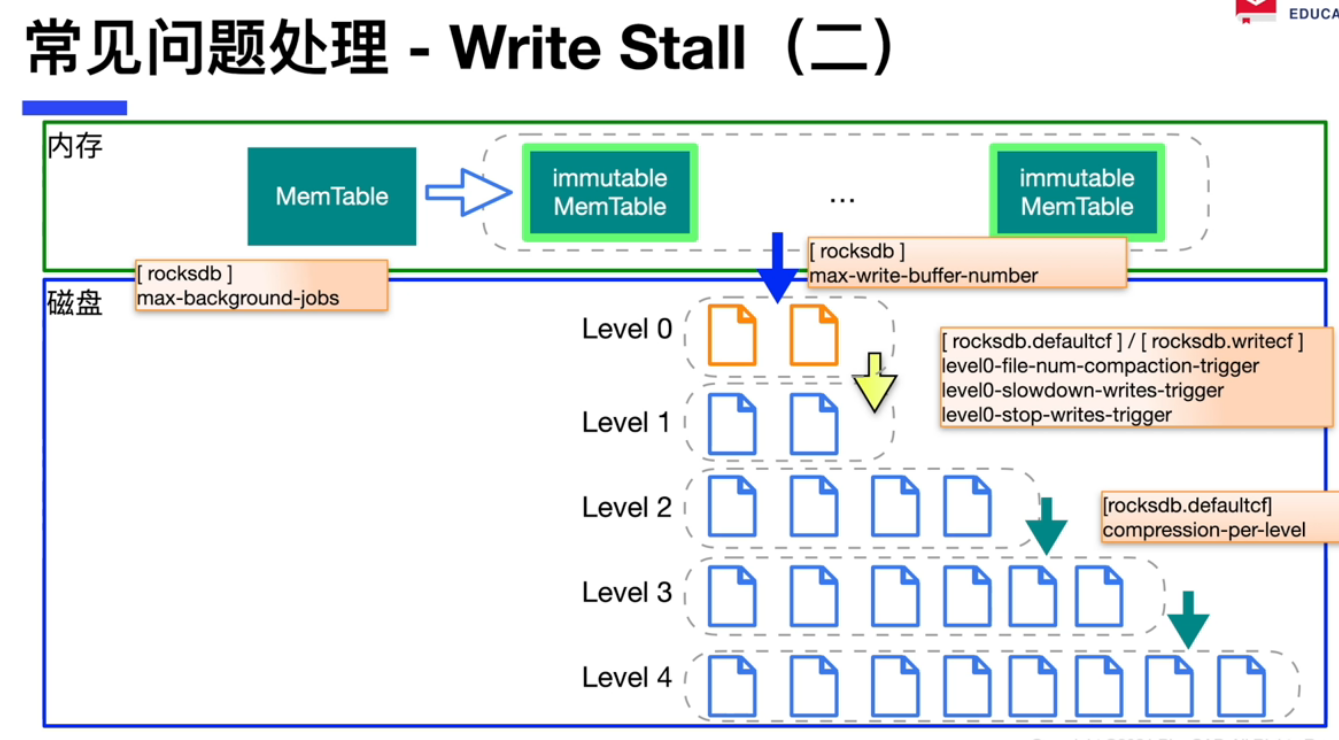 EDUCA
常见问题处理 - Write Stall（二）
内存
MemTable
immutable
MemTable
...
immutable
MemTable
[ rocksdb ]
max-write-buffer-number
[ rocksdb ]
max-background-jobs
磁盘
Level 0
[ rocksdb.defaultcf ] / [ rocksdb.writecf ]
level0-file-num-compaction-trigger
level0-slowdown-writes-trigger
level0-stop-writes-trigger
Level 1
Level 2
[rocksdb.defaultcf]
compression-per-level
Level 3
Level 4